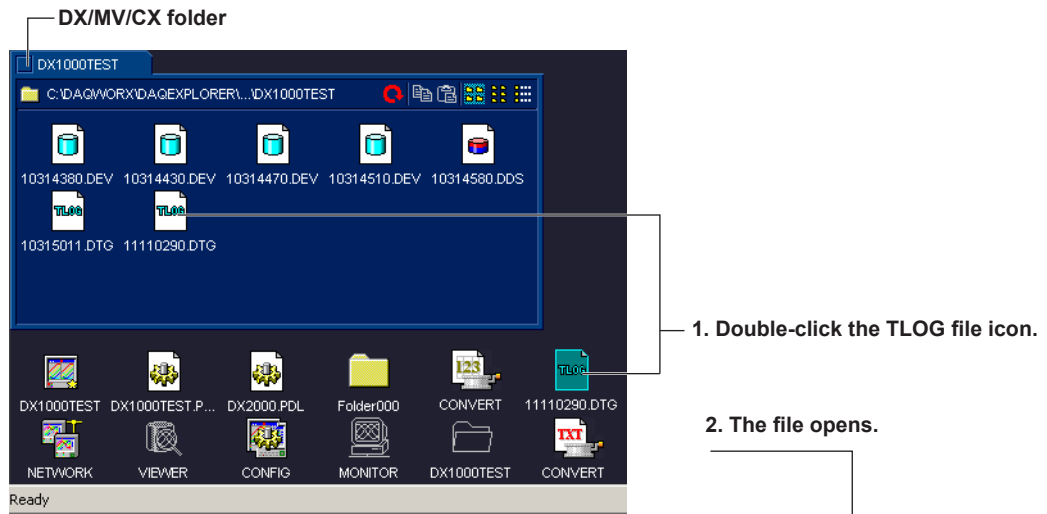 DX/MV/CX folder
DX1000TEST
C:\DAQWORX\DAQEXPLORER\...\DX1000TEST
10314380.DEV 10314430.DEV 10314470.DEV 10314510.DEV 10314580.DDS
TLOG TLOG
10315011.DTG 11110290.DTG
1. Double-click the TLOG file icon.
123 TLOG
DX1000TEST DX1000TEST.P... DX2000.PDL Folder000 CONVERT 11110290.DTG
2. The file opens.
TXT
NETWORK VIEWER CONFIG MONITOR DX1000TEST CONVERT
Ready